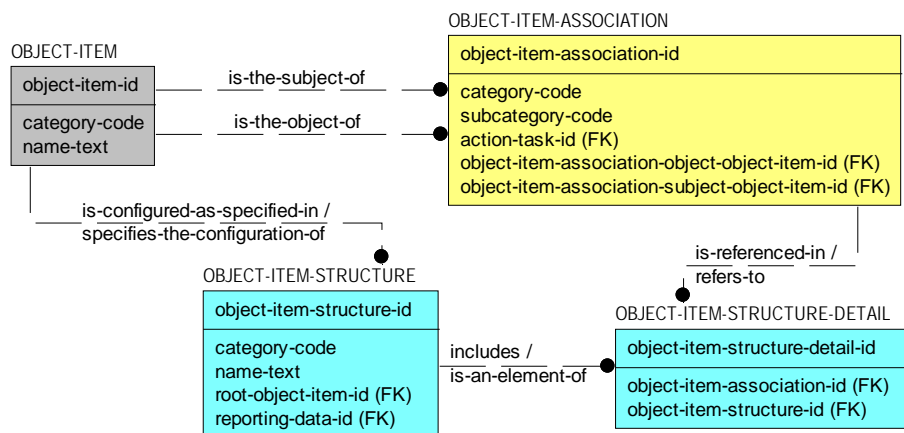 OBJECT-ITEM-ASSOCIATION
object-item-association-id
category-code
subcategory-code
action-task-id (FK)
object-item-association-object-object-item-id (FK)
object-item-association-subject-object-item-id (FK)
OBJECT-ITEM
object-item-id
category-code
name-text
is-the-subject-of
is-the-object-of
is-configured-as-specified-in /
specifies-the-configuration-of
is-referenced-in /
refers-to
OBJECT-ITEM-STRUCTURE
object-item-structure-id
category-code
name-text
root-object-item-id (FK)
reporting-data-id (FK)
includes /
is-an-element-of
OBJECT-ITEM-STRUCTURE-DETAIL
object-item-structure-detail-id
object-item-association-id (FK)
object-item-structure-id (FK)